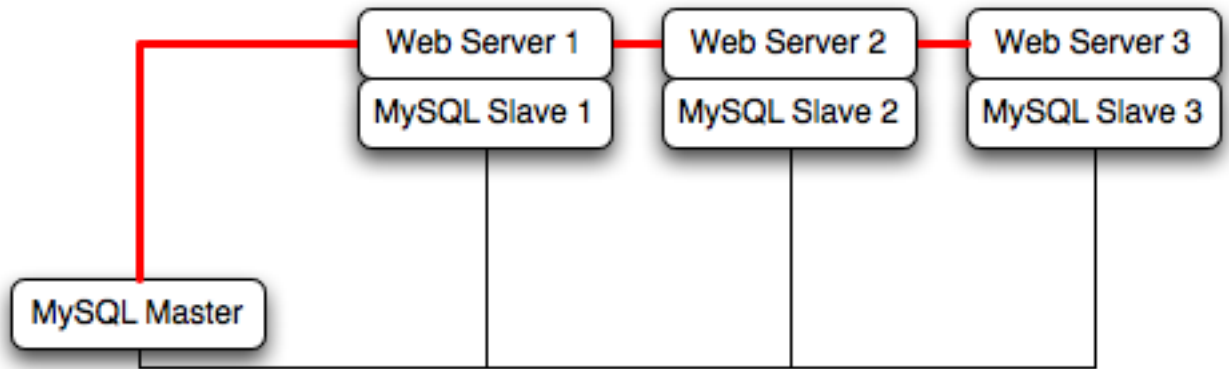 Web Server 1
Web Server 2
Web Server 3
MySQL Slave 1
MySQL Slave 2
MySQL Slave 3
MySQL Master